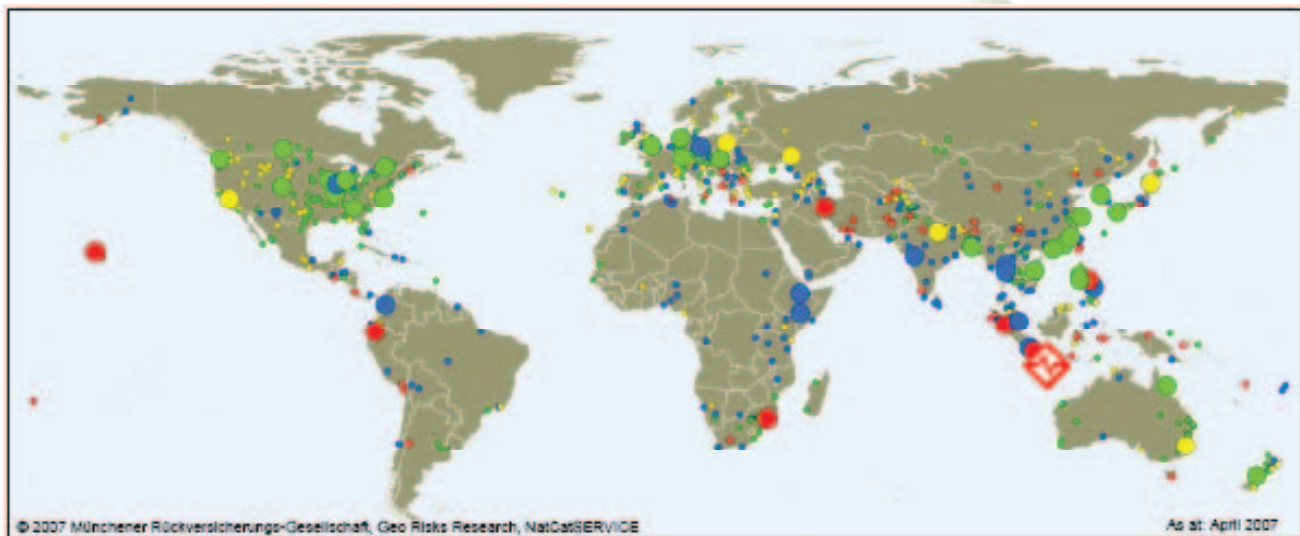 © 2007 Münchener Rückversicherungs-Gesellschaft, Geo Risks Research, NatCatSERVICE
As at: April 2007